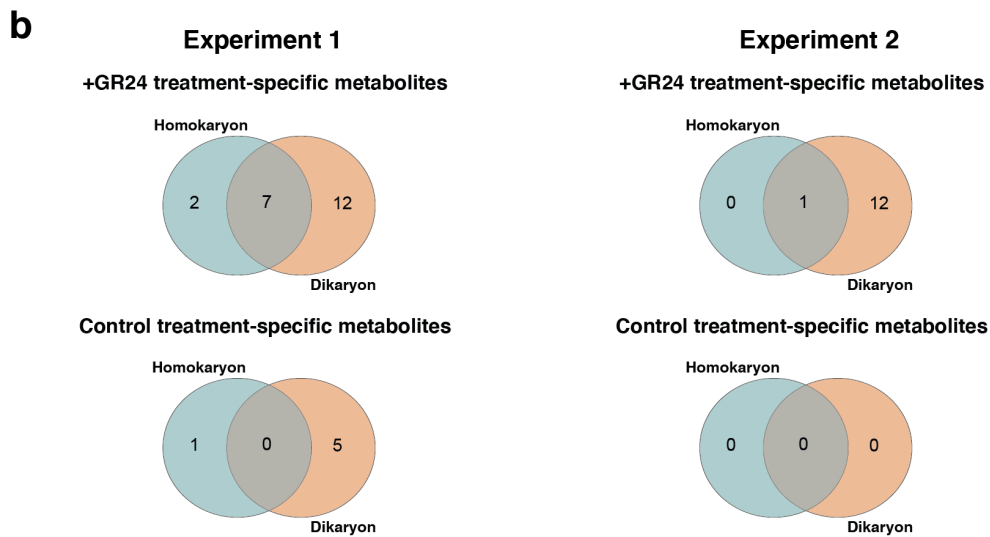 b
Experiment 1
+GR24 treatment-specific metabolites
Homokaryon
2 7 12
Dikaryon
Control treatment-specific metabolites
Homokaryon
1 0 5
Dikaryon
Experiment 2
+GR24 treatment-specific metabolites
Homokaryon
0 1 12
Dikaryon
Control treatment-specific metabolites
Homokaryon
0 0 0
Dikaryon